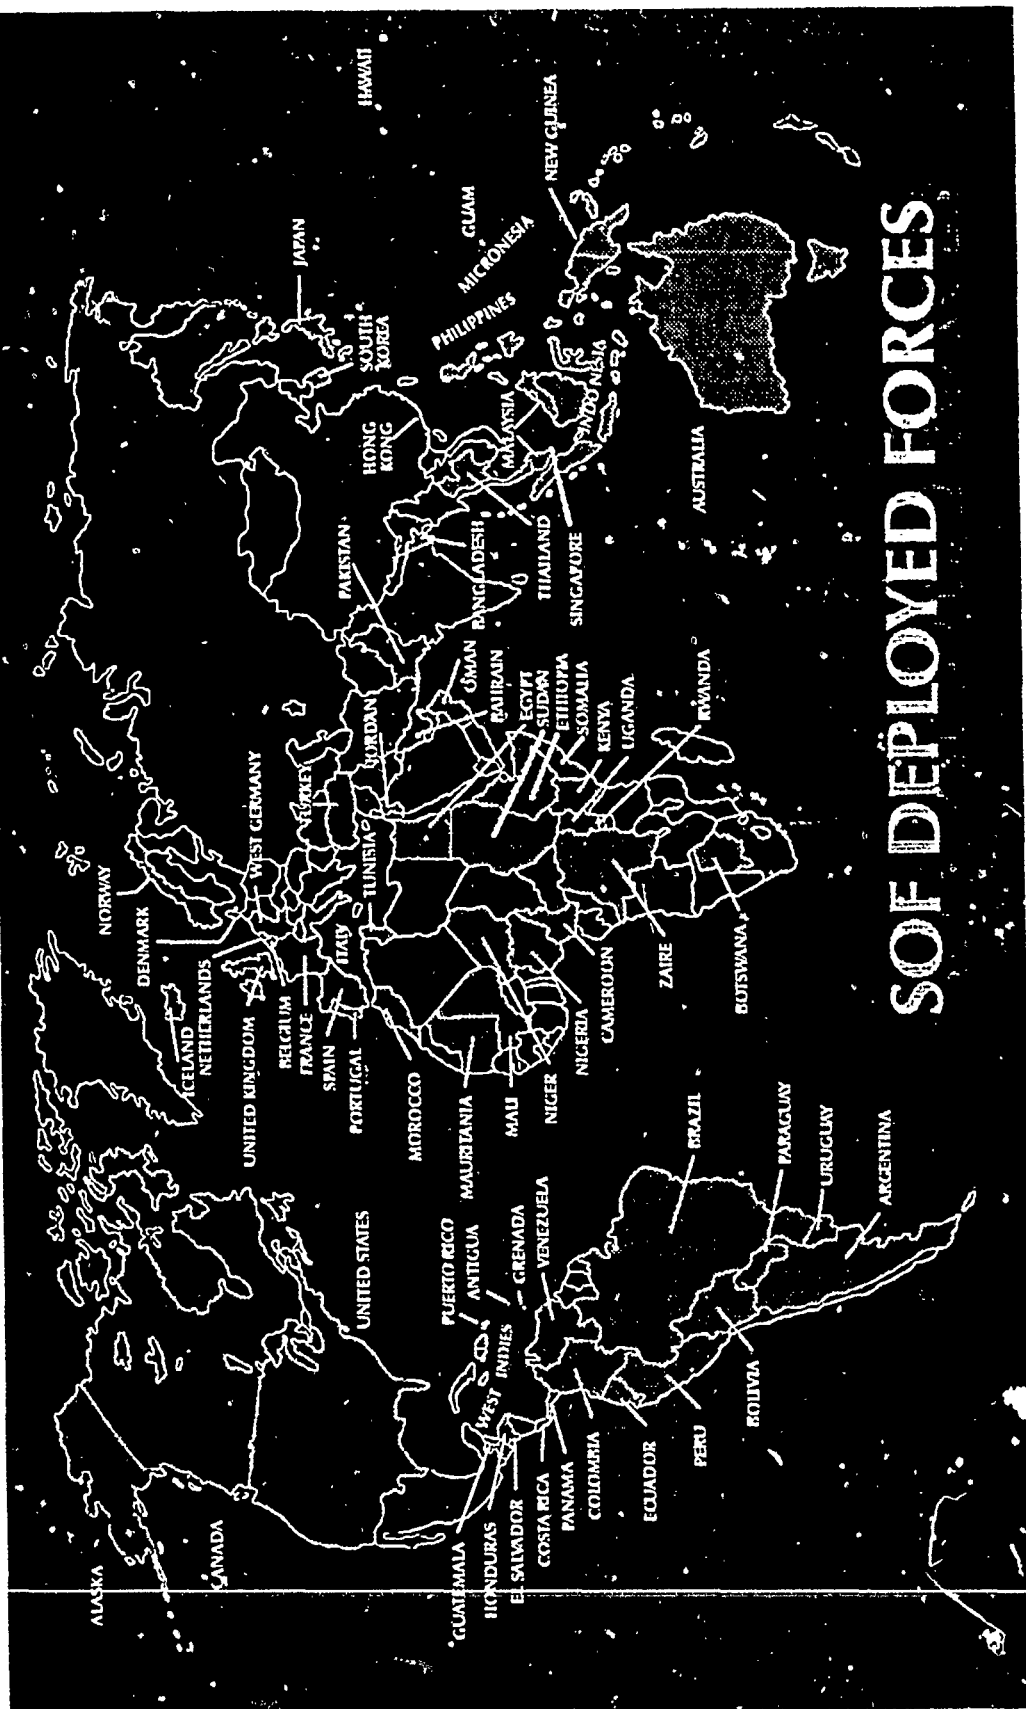 ALASKA
CANADA
UNITED STATES
GUATEMALA
HONDURAS
EL SALVADOR
COSTA RICA
PANAMA
COLOMBIA
ECUADOR
PERU
BOLIVIA
WEST
INDIES
PUERTO RICO
ANTIGUA
GRENADA
VENEZUELA
BRAZIL
PARAGUAY
URUGUAY
ARGENTINA
NORWAY
DENMARK
ICELAND
NETHERLANDS
UNITED KINGDOM
BELGIUM
FRANCE
SPAIN
PORTUGAL
MOROCCO
MAURITANIA
MALI
NIGER
NIGERIA
CAMEROON
ZAIRE
BOTSWANA
WEST GERMANY
TURKEY
ITALY
TUNISIA
JORDAN
PAKISTAN
OMAN
BAHRAIN
EGYPT
SUDAN
ETHIOPIA
SOMALIA
KENYA
UGANDA
RWANDA
BANGLADESH
THAILAND
SINGAPORE
HONG
KONG
MALAYSIA
INDONESIA
JAPAN
SOUTH
KOREA
PHILIPPINES
MICRONESIA
GUAM
HAWAII
NEW GUINEA
AUSTRALIA
SOF DEPLOYED FORCES